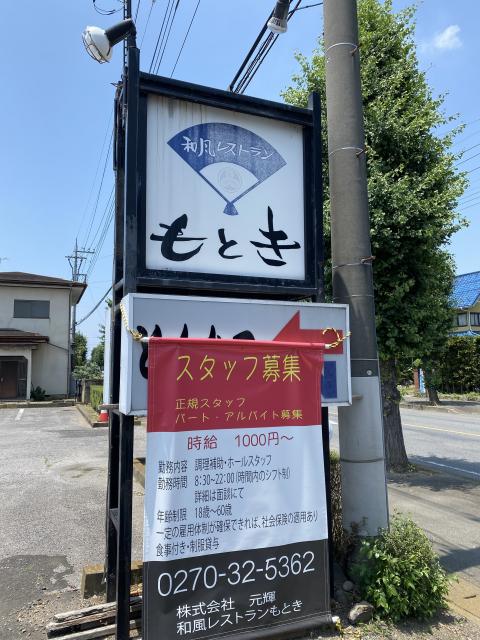 和風レストラン
もとき
スタッフ募集
正規スタッフ
パート・アルバイト募集
時給 1000円〜
勤務内容 調理補助・ホールスタッフ
勤務時間 8:30~22:00(時間内のシフト制)
詳細は面談にて
年齢制限 18歳~60歳
一定の雇用体制が確保できれば、社会保険の適用あり
食事付き・制服貸与
0270-32-5362
株式会社 元輝
和風レストランもとき